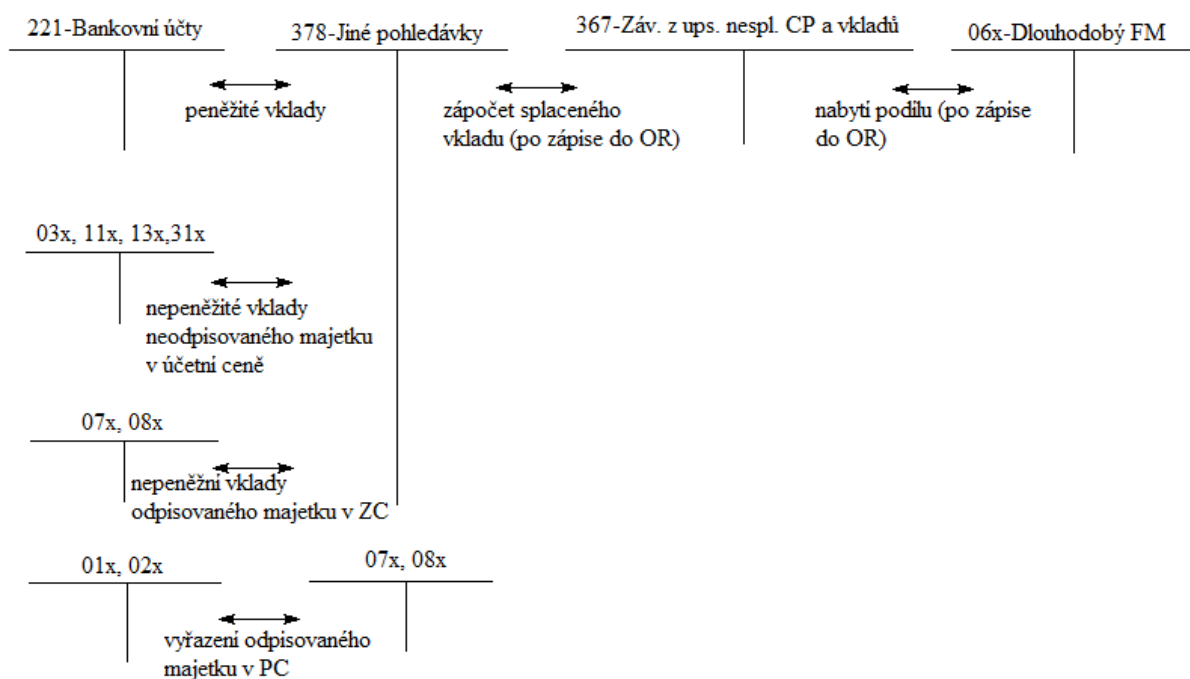 221-Bankovní účty
378-Jiné pohledávky
367-Záv. z ups. nespl. CP a vkladů
06x-Dlouhodobý FM
peněžité vklady
zápočet splaceného
vkladu (po zápise do OR)
nabytí podílu (po zápise
do OR)
03x, 11x, 13x,31x
nepeněžité vklady
neodpisovaného majetku
v účetní ceně
07x, 08x
nepeněžní vklady
odpisovaného majetku v ZC
01x, 02x
07x, 08x
vyřazení odpisovaného
majetku v PC